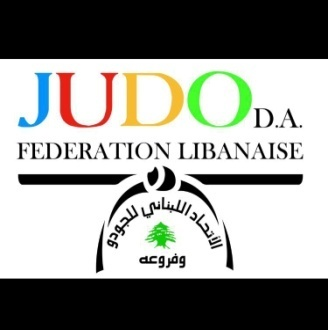 JUDO D.A.
FEDERATION LIBANAISE
الاتحاد اللبناني للجودو
وفروعه